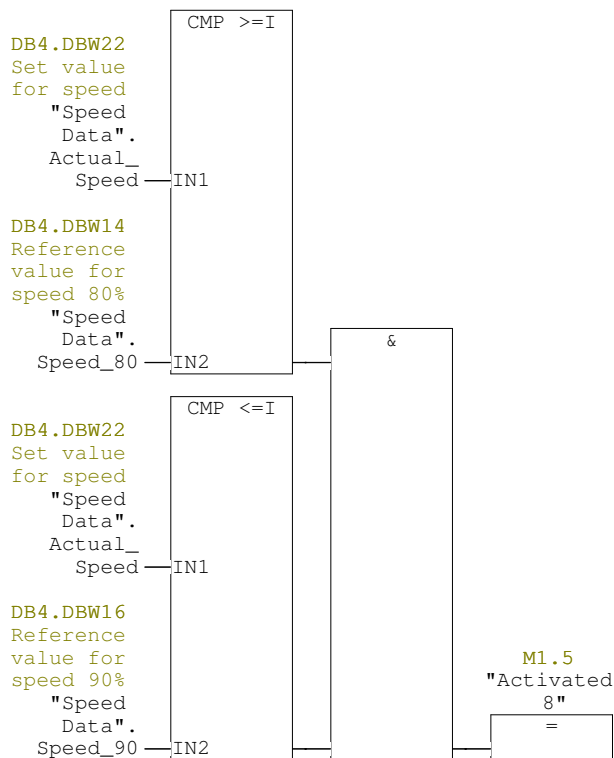 CMP >=I
DB4.DBW22
Set value
for speed
"Speed
Data".
Actual_
Speed
IN1
DB4.DBW14
Reference
value for
speed 80%
"Speed
Data".
Speed_80
IN2
&
CMP <=I
DB4.DBW22
Set value
for speed
"Speed
Data".
Actual_
Speed
IN1
DB4.DBW16
Reference
value for
speed 90%
"Speed
Data".
Speed_90
IN2
M1.5
"Activated
8"
=